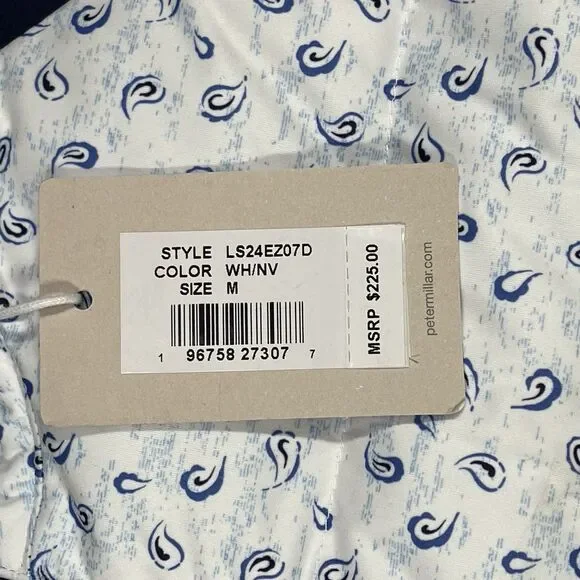 STYLE LS24EZ07D
COLOR WH/NV
SIZE M
1 96758 27307 7
MSRP $225.00
petermillar.com